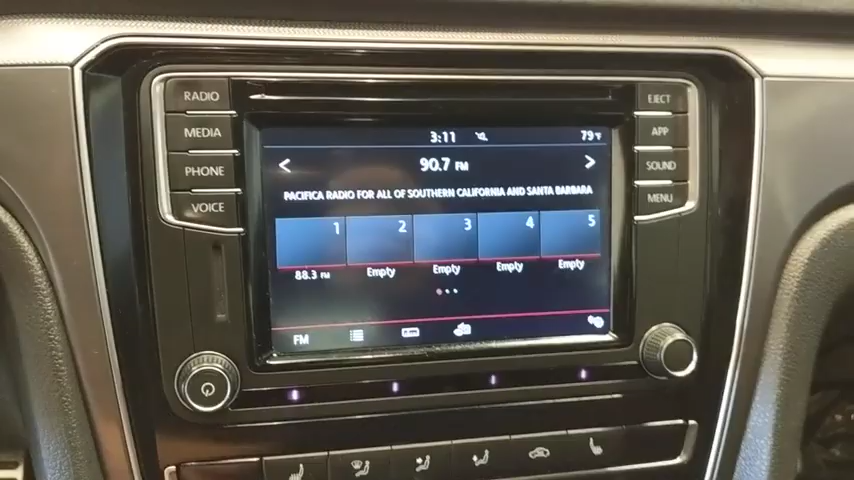 RADIO
MEDIA
PHONE
VOICE
EJECT
APP
SOUND
MENU
3:11
79°F
< 90.7 FM >
PACIFICA RADIO FOR ALL OF SOUTHERN CALIFORNIA AND SANTA BARBARA
1 2 3 4 5
88.3 FM Empty Empty Empty Empty
FM